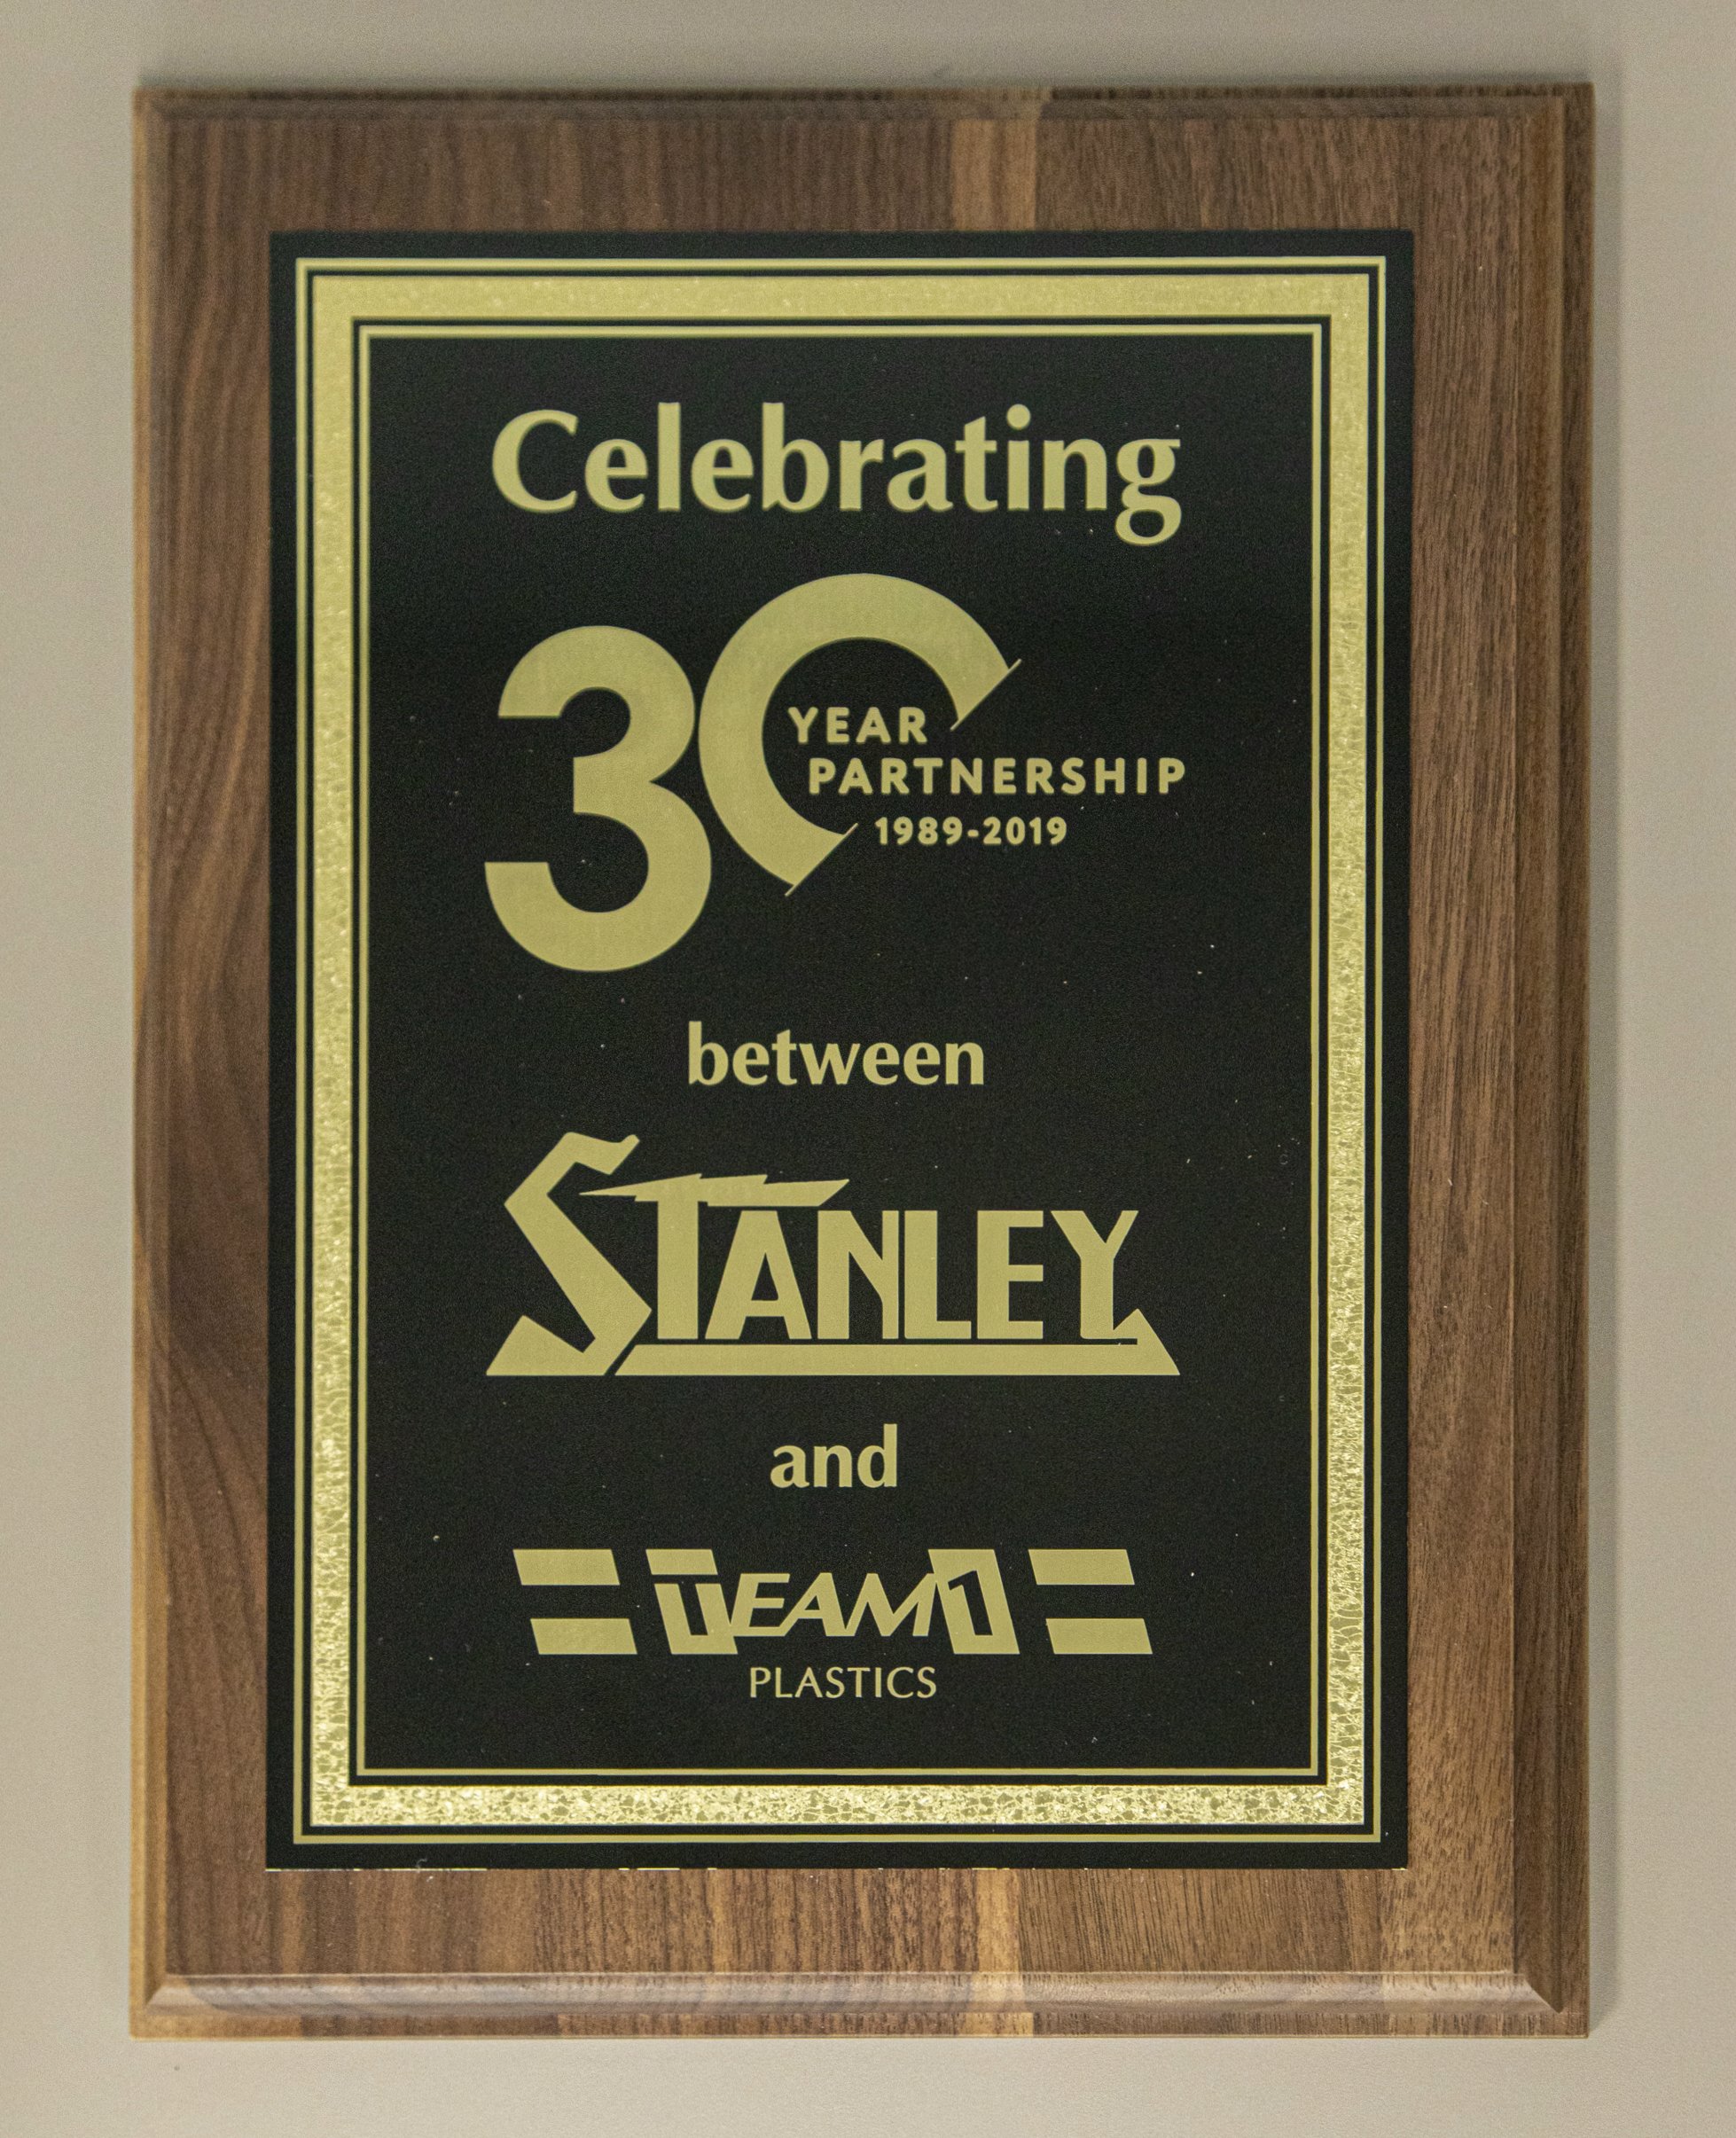 Celebrating
30
YEAR
PARTNERSHIP
1989-2019
between
STANLEY
and
TEAM1
PLASTICS